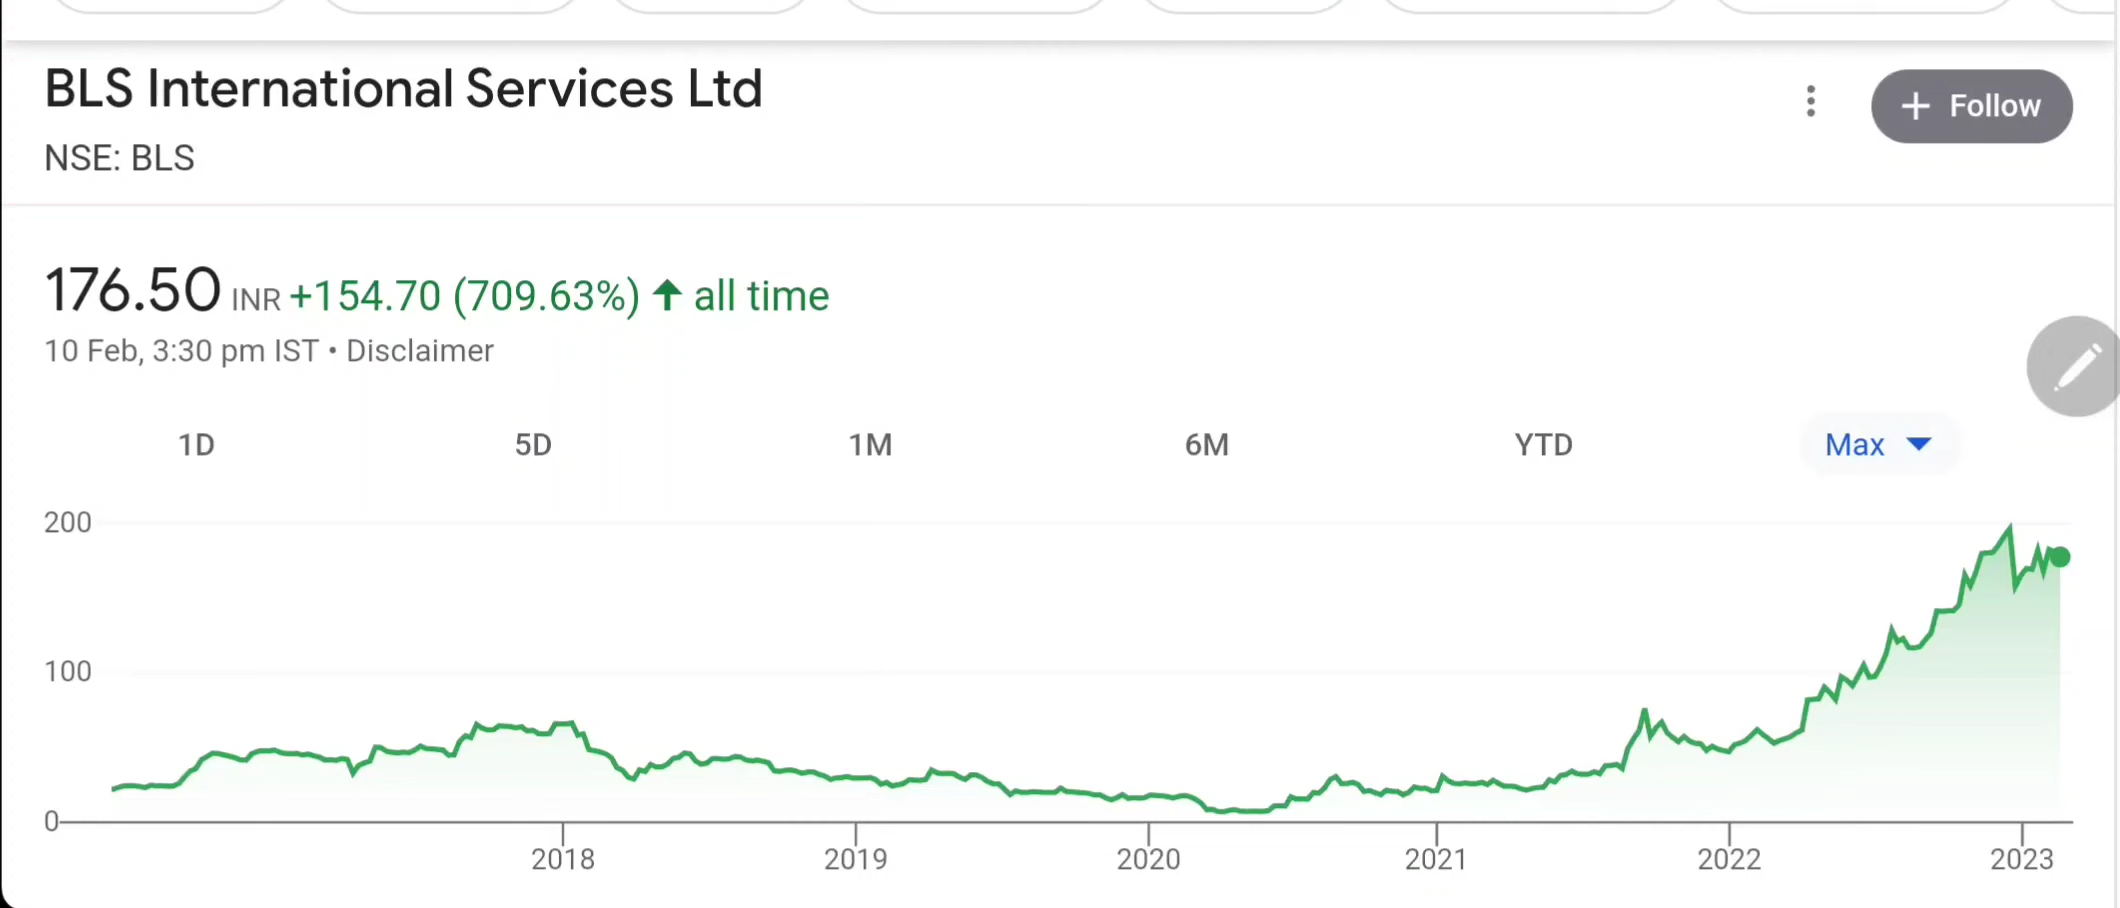 BLS International Services Ltd
+ Follow
NSE: BLS
176.50 INR +154.70 (709.63%) ↑ all time
10 Feb, 3:30 pm IST • Disclaimer
1D 5D 1M 6M YTD Max
200
100
0
2018 2019 2020 2021 2022 2023